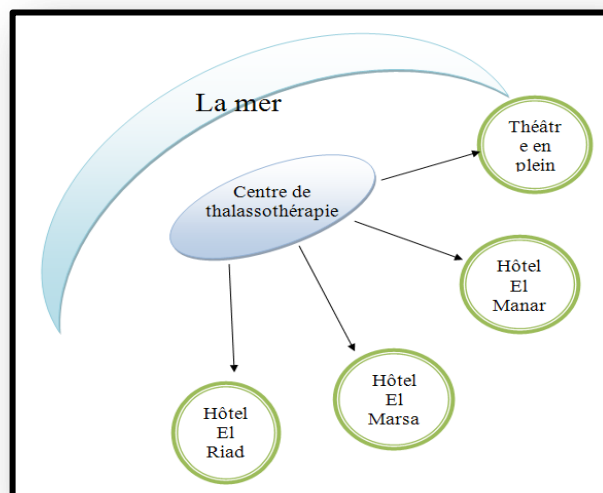 La mer
Théâtr
e en
plein
Centre de
thalassothérapie
Hôtel
El
Manar
Hôtel
El
Marsa
Hôtel
El
Riad